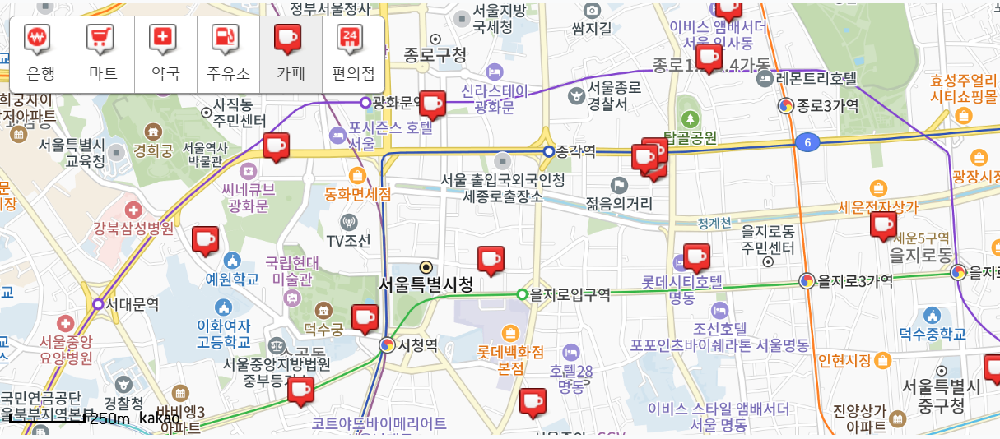 정부서울청사
서울지방
국세청
쌈지길
이비스 앰배서더
서울 인사동
은행
마트
약국
주유소
카페
24
편의점
종로구청
종로1
.4가동
레몬트리호텔
효성주얼리
시티쇼핑몰
신라스테이
광화문
서울종로
경찰서
희궁자이
아파트
사직동
주민센터
광화문역
종로3가역
포시즌스 호텔
서울
탑골공원
6
서울특별시
교육청
경희궁
서울역사
박물관
종각역
씨네큐브
광화문
동화면세점
서울 출입국외국인청
세종로출장소
젊음의거리
광장시장
세운전자상가
강북삼성병원
TV조선
청계천
을지로동
주민센터
세운5구역
을지로동
예원학교
국립현대
미술관
서울특별시청
을지로입구역
롯데시티호텔
명동
을지로3가역
서대문역
이화여자
고등학교
덕수궁
조선호텔
포포인츠바이쉐라톤 서울명동
덕수중학교
서울중앙
요양병원
시청역
롯데백화점
본점
호텔28
명동
인현시장
서울중앙지방법원
중부등기소
서울특별시
중구청
국민연금공단
경찰청
바비엥3
아파트
250m
kakao
코트야드바이메리어트
이비스 스타일 앰배서더
서울 명동
진양상가
아파트